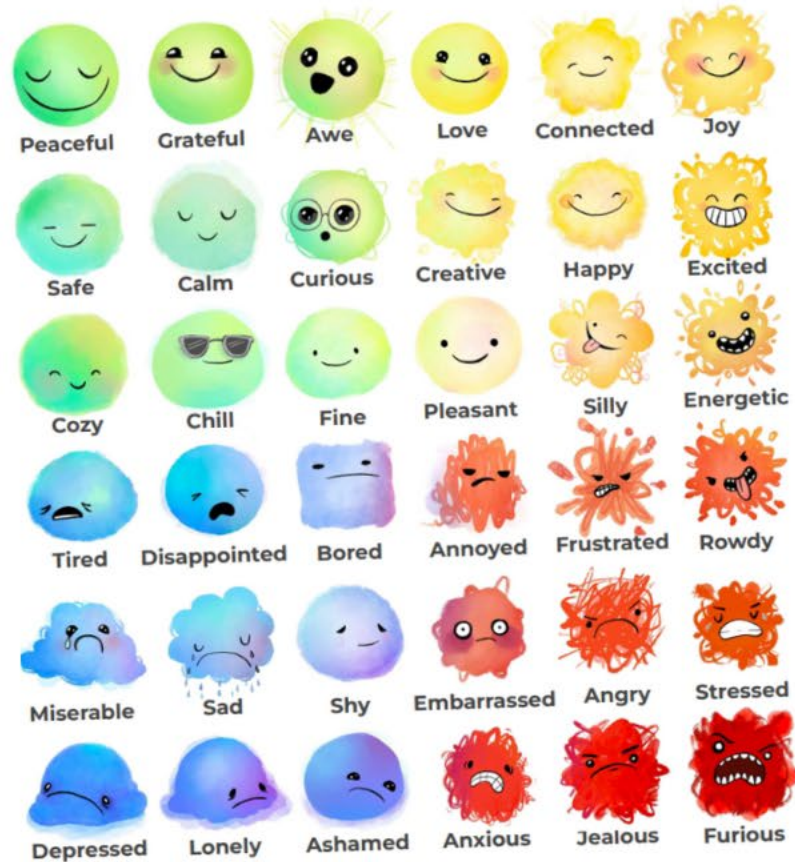 Peaceful Grateful Awe Love Connected Joy
Safe Calm Curious Creative Happy Excited
Cozy Chill Fine Pleasant Silly Energetic
Tired Disappointed Bored Annoyed Frustrated Rowdy
Miserable Sad Shy Embarrassed Angry Stressed
Depressed Lonely Ashamed Anxious Jealous Furious